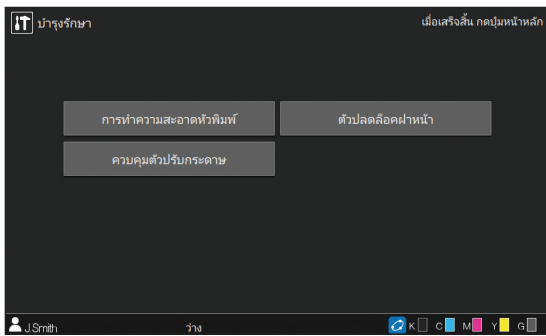 บำรุงรักษา
เมื่อเสร็จสิ้น กดปุ่มหน้าหลัก
การทำความสะอาดหัวพิมพ์
ตัวปลดล็อคฝาหน้า
ควบคุมตัวปรับกระดาษ
J.Smith ว่าง K C M Y G